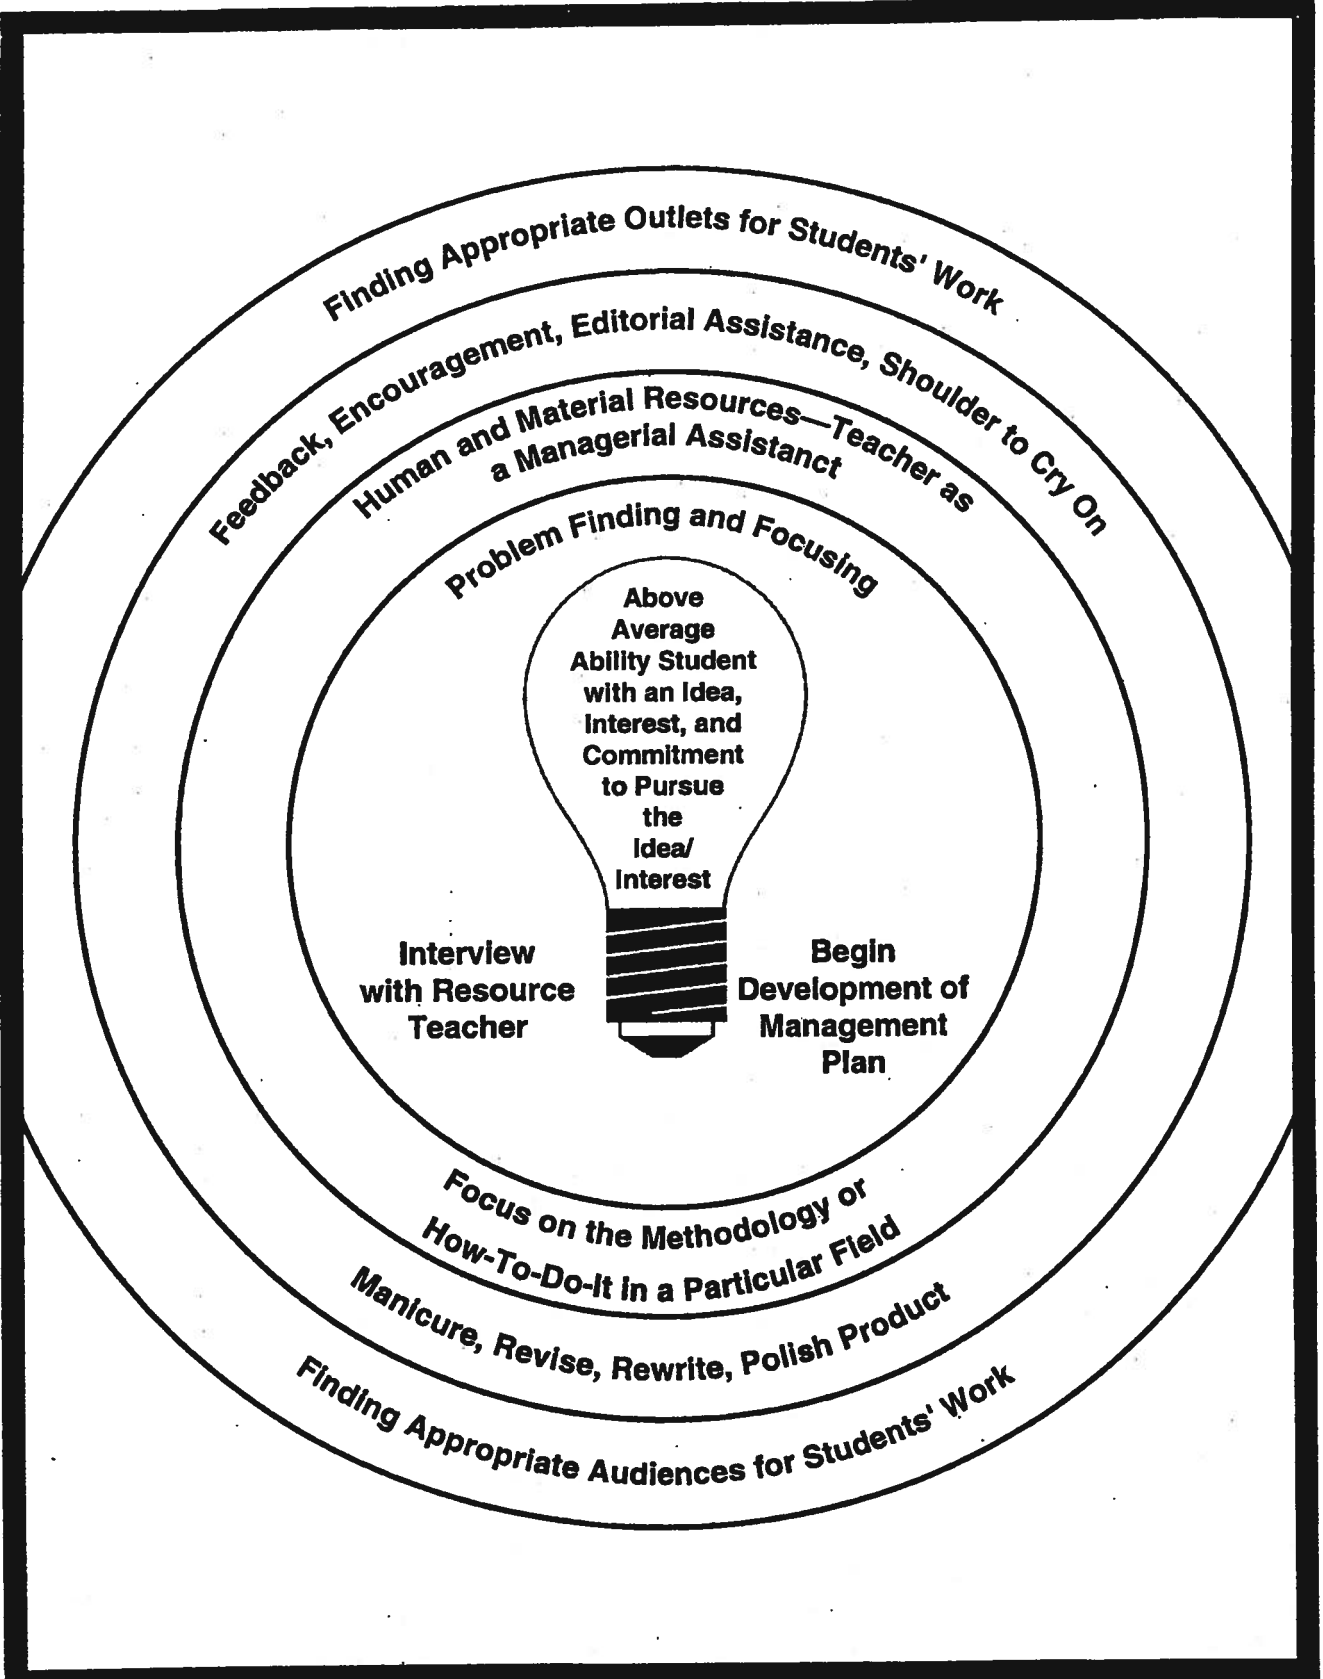 Finding Appropriate Outlets for Students' Work
Feedback, Encouragement, Editorial Assistance, Shoulder to Cry On
Human and Material Resources—Teacher as
a Managerial Assistanct
Problem Finding and Focusing
Above
Average
Ability Student
with an Idea,
Interest, and
Commitment
to Pursue
the
Idea/
Interest
Interview
with Resource
Teacher
Begin
Development of
Management
Plan
Focus on the Methodology or
How-To-Do-It in a Particular Field
Manicure, Revise, Rewrite, Polish Product
Finding Appropriate Audiences for Students' Work